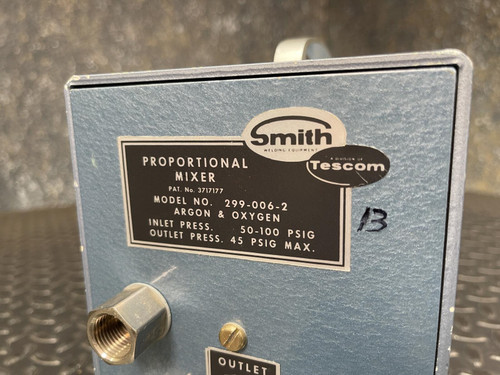 Smith
WELDING EQUIPMENT
A DIVISION OF
Tescom
PROPORTIONAL
MIXER
PAT. No. 3717177
MODEL NO. 299-006-2
ARGON & OXYGEN
INLET PRESS. 50-100 PSIG
OUTLET PRESS. 45 PSIG MAX.
13
OUTLET